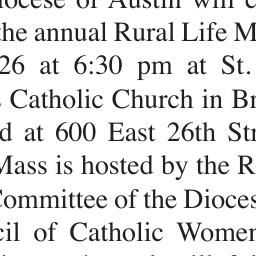 of Austin will
the annual Rural Life M
26 at 6:30 pm at St.
Catholic Church in Br
d at 600 East 26th Str
Mass is hosted by the R
Committee of the Dioces
cil of Catholic Women